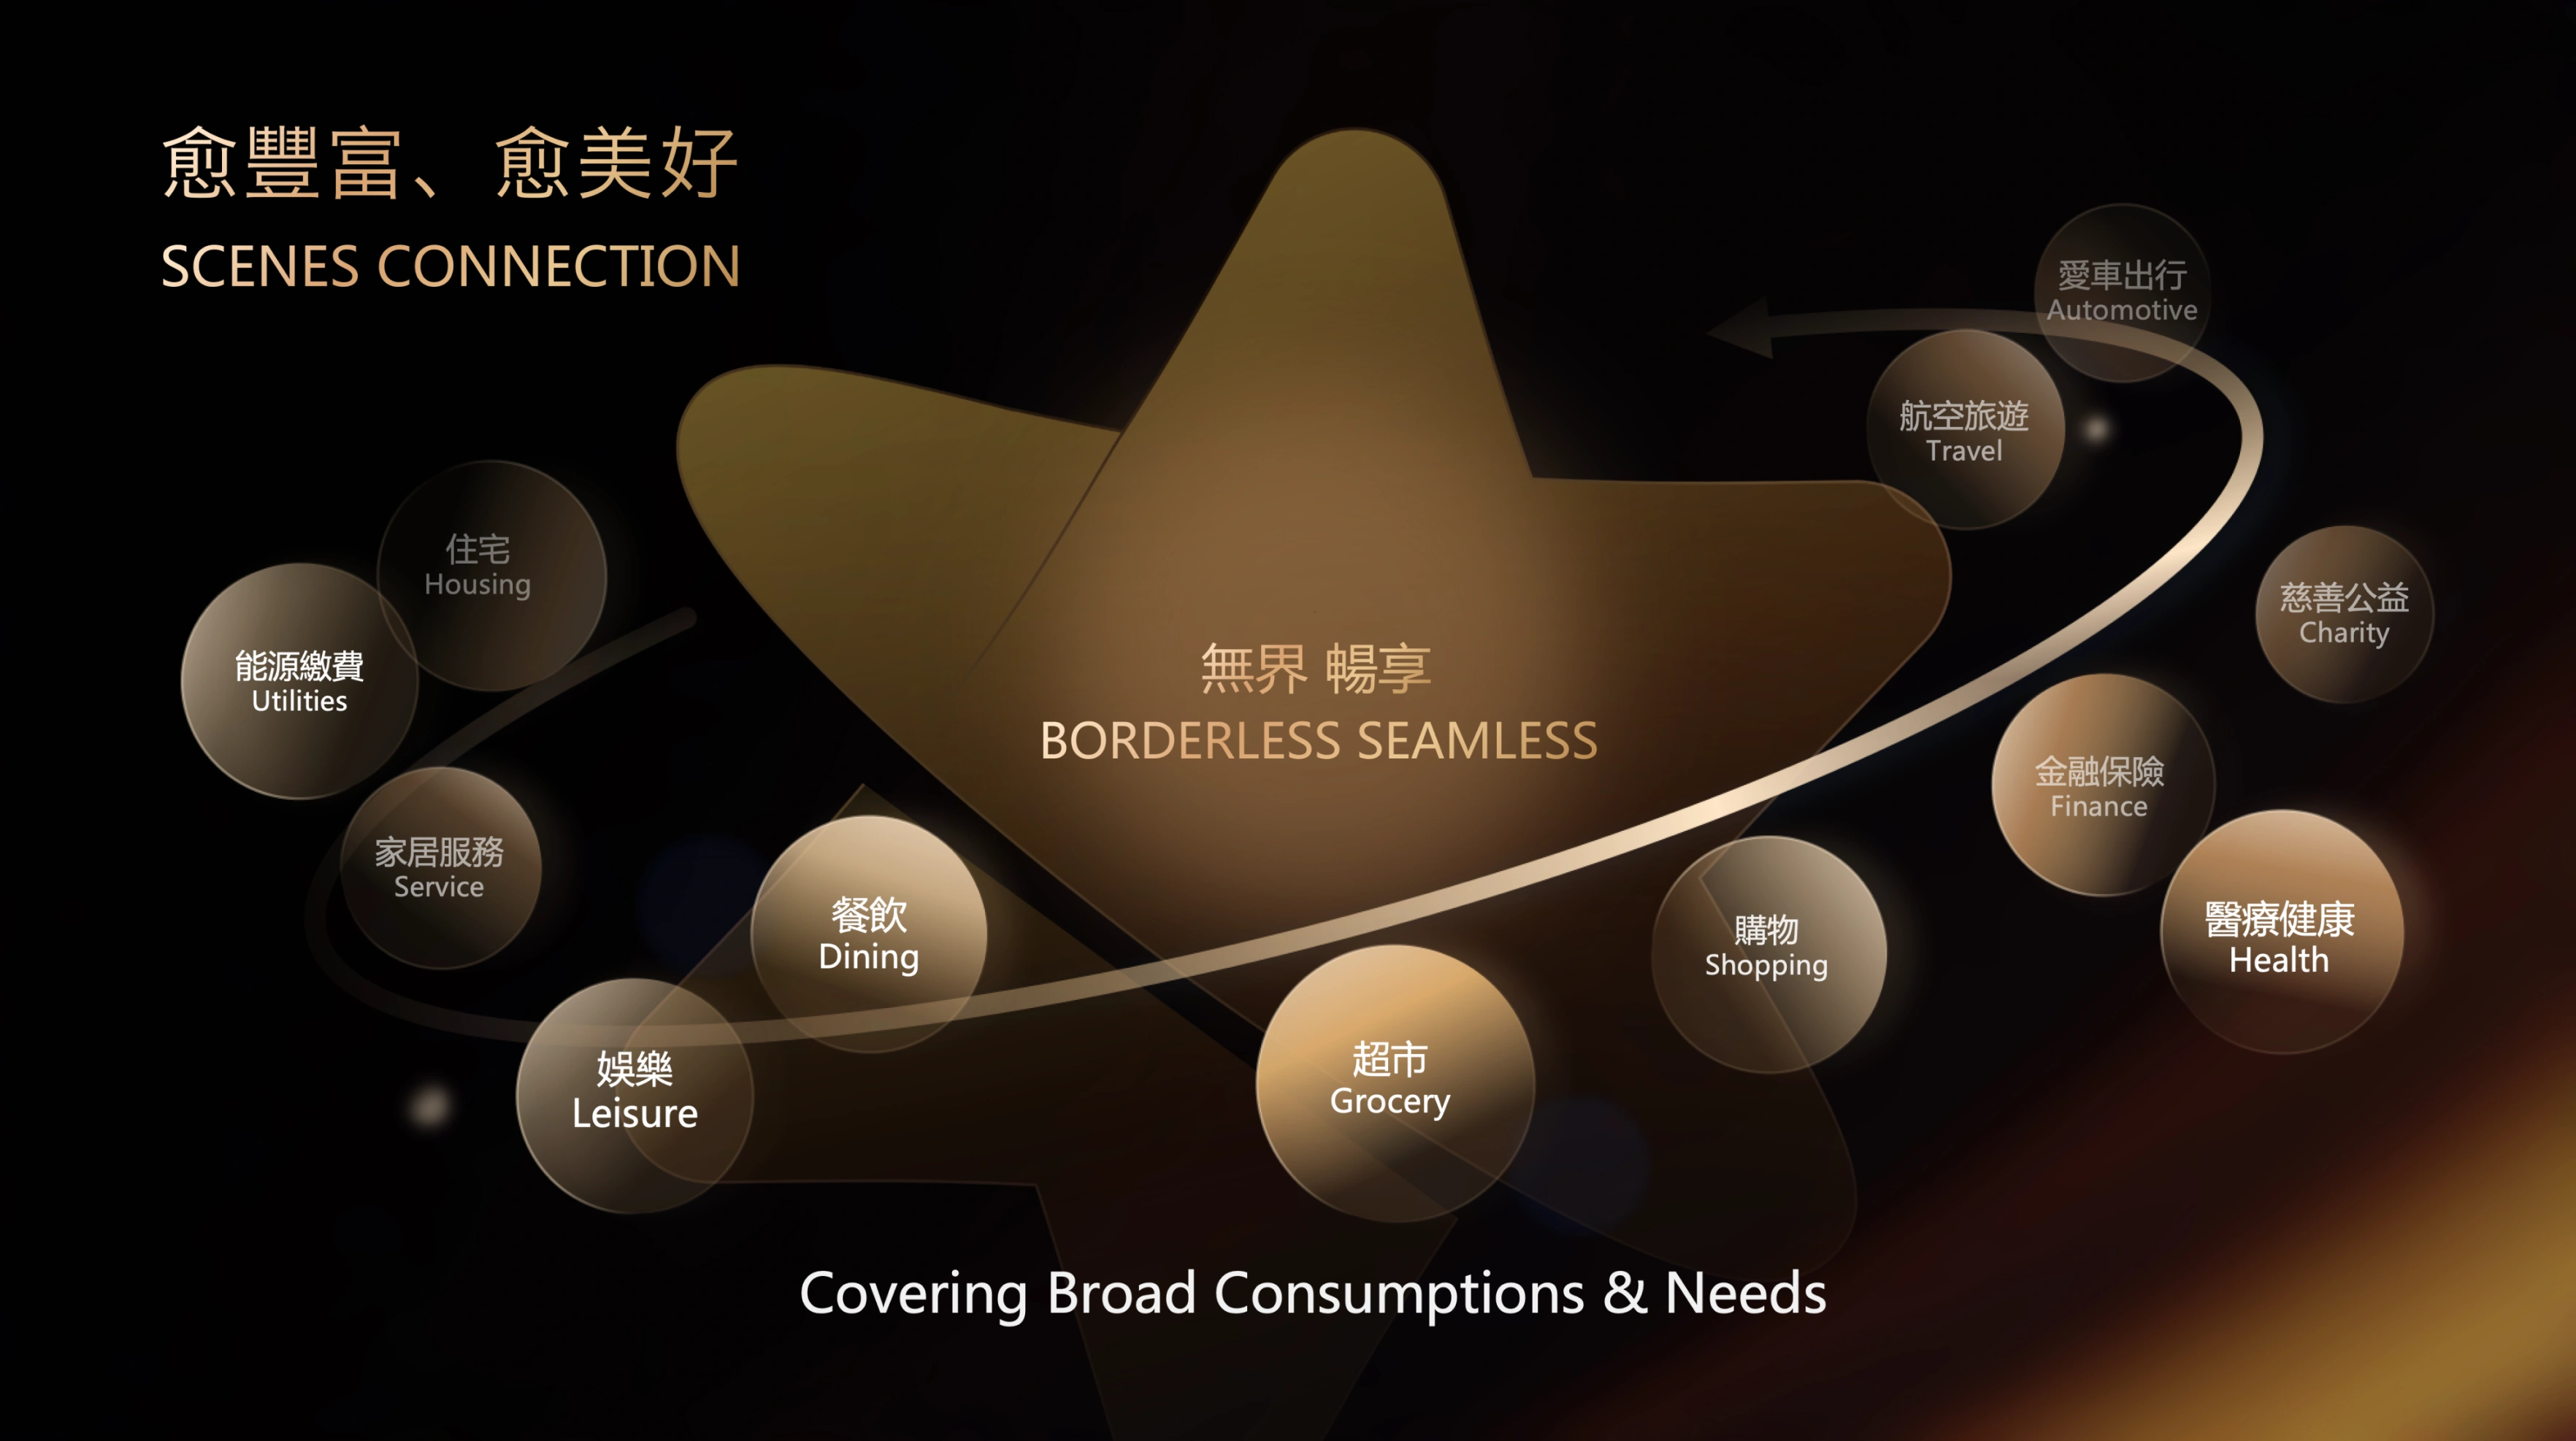 愈豐富、愈美好
SCENES CONNECTION
愛車出行
Automotive
航空旅遊
Travel
住宅
Housing
慈善公益
Charity
能源繳費
Utilities
無界 暢享
BORDERLESS SEAMLESS
金融保險
Finance
家居服務
Service
餐飲
Dining
購物
Shopping
醫療健康
Health
娛樂
Leisure
超市
Grocery
Covering Broad Consumptions & Needs